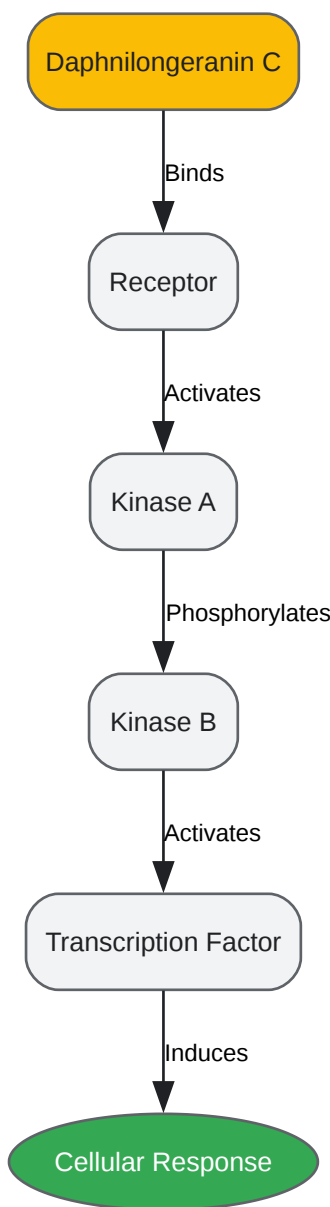 Daphnilongeranin C
Binds
Receptor
Activates
Kinase A
Phosphorylates
Kinase B
Activates
Transcription Factor
Induces
Cellular Response